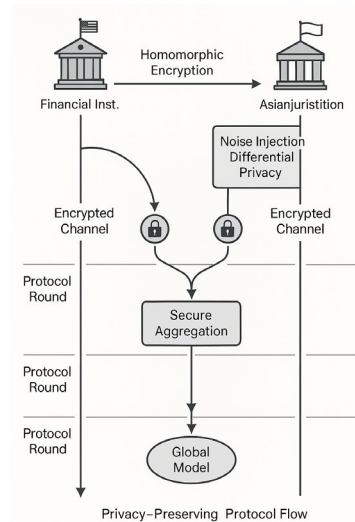 Homomorphic
Encryption
Financial Inst.
Asianjuristition
Noise Injection
Differential
Privacy
Encrypted
Channel
Encrypted
Channel
Protocol
Round
Secure
Aggregation
Protocol
Round
Protocol
Round
Global
Model
Privacy–Preserving Protocol Flow